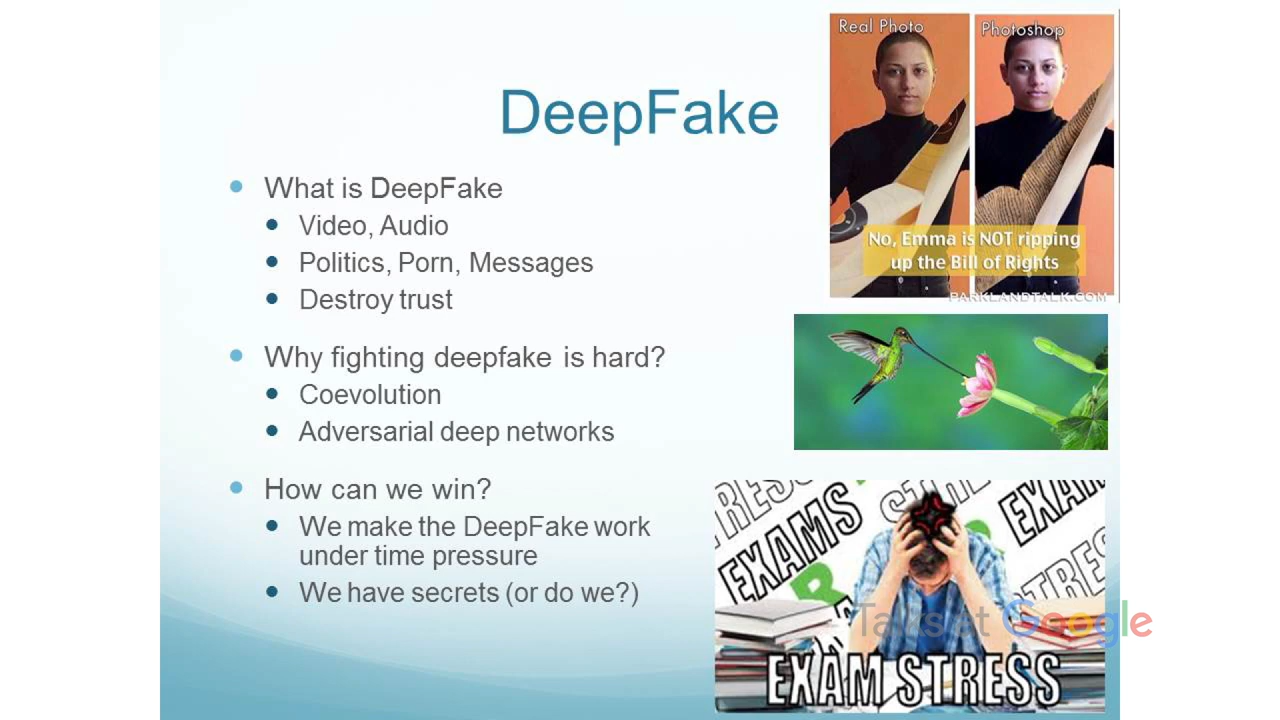 Real Photo
Photoshop
DeepFake
What is DeepFake
Video, Audio
Politics, Porn, Messages
Destroy trust
No, Emma is NOT ripping
up the Bill of Rights
PARKLANDTALK.COM
Why fighting deepfake is hard?
Coevolution
Adversarial deep networks
How can we win?
We make the DeepFake work
under time pressure
We have secrets (or do we?)
EXAMS
STRESS
EXAM
Talks at Google
EXAM STRESS